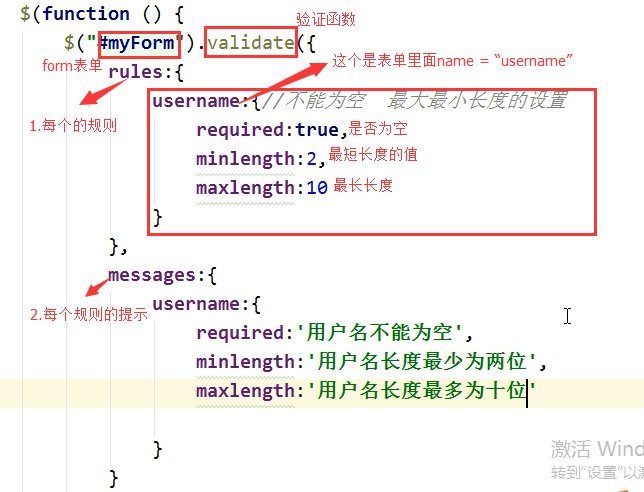 $(function () {
验证函数
$("#myForm").validate({
form表单
这个是表单里面name = “username”
rules:{
username:{//不能为空 最大最小长度的设置
1.每个的规则
required:true,是否为空
minlength:2,最短长度的值
maxlength:10 最长长度
}
},
messages:{
username:{
2.每个规则的提示
required:'用户名不能为空',
minlength:'用户名长度最少为两位',
maxlength:'用户名长度最多为十位'
}
激活 Wind
}
转到"设置"以激